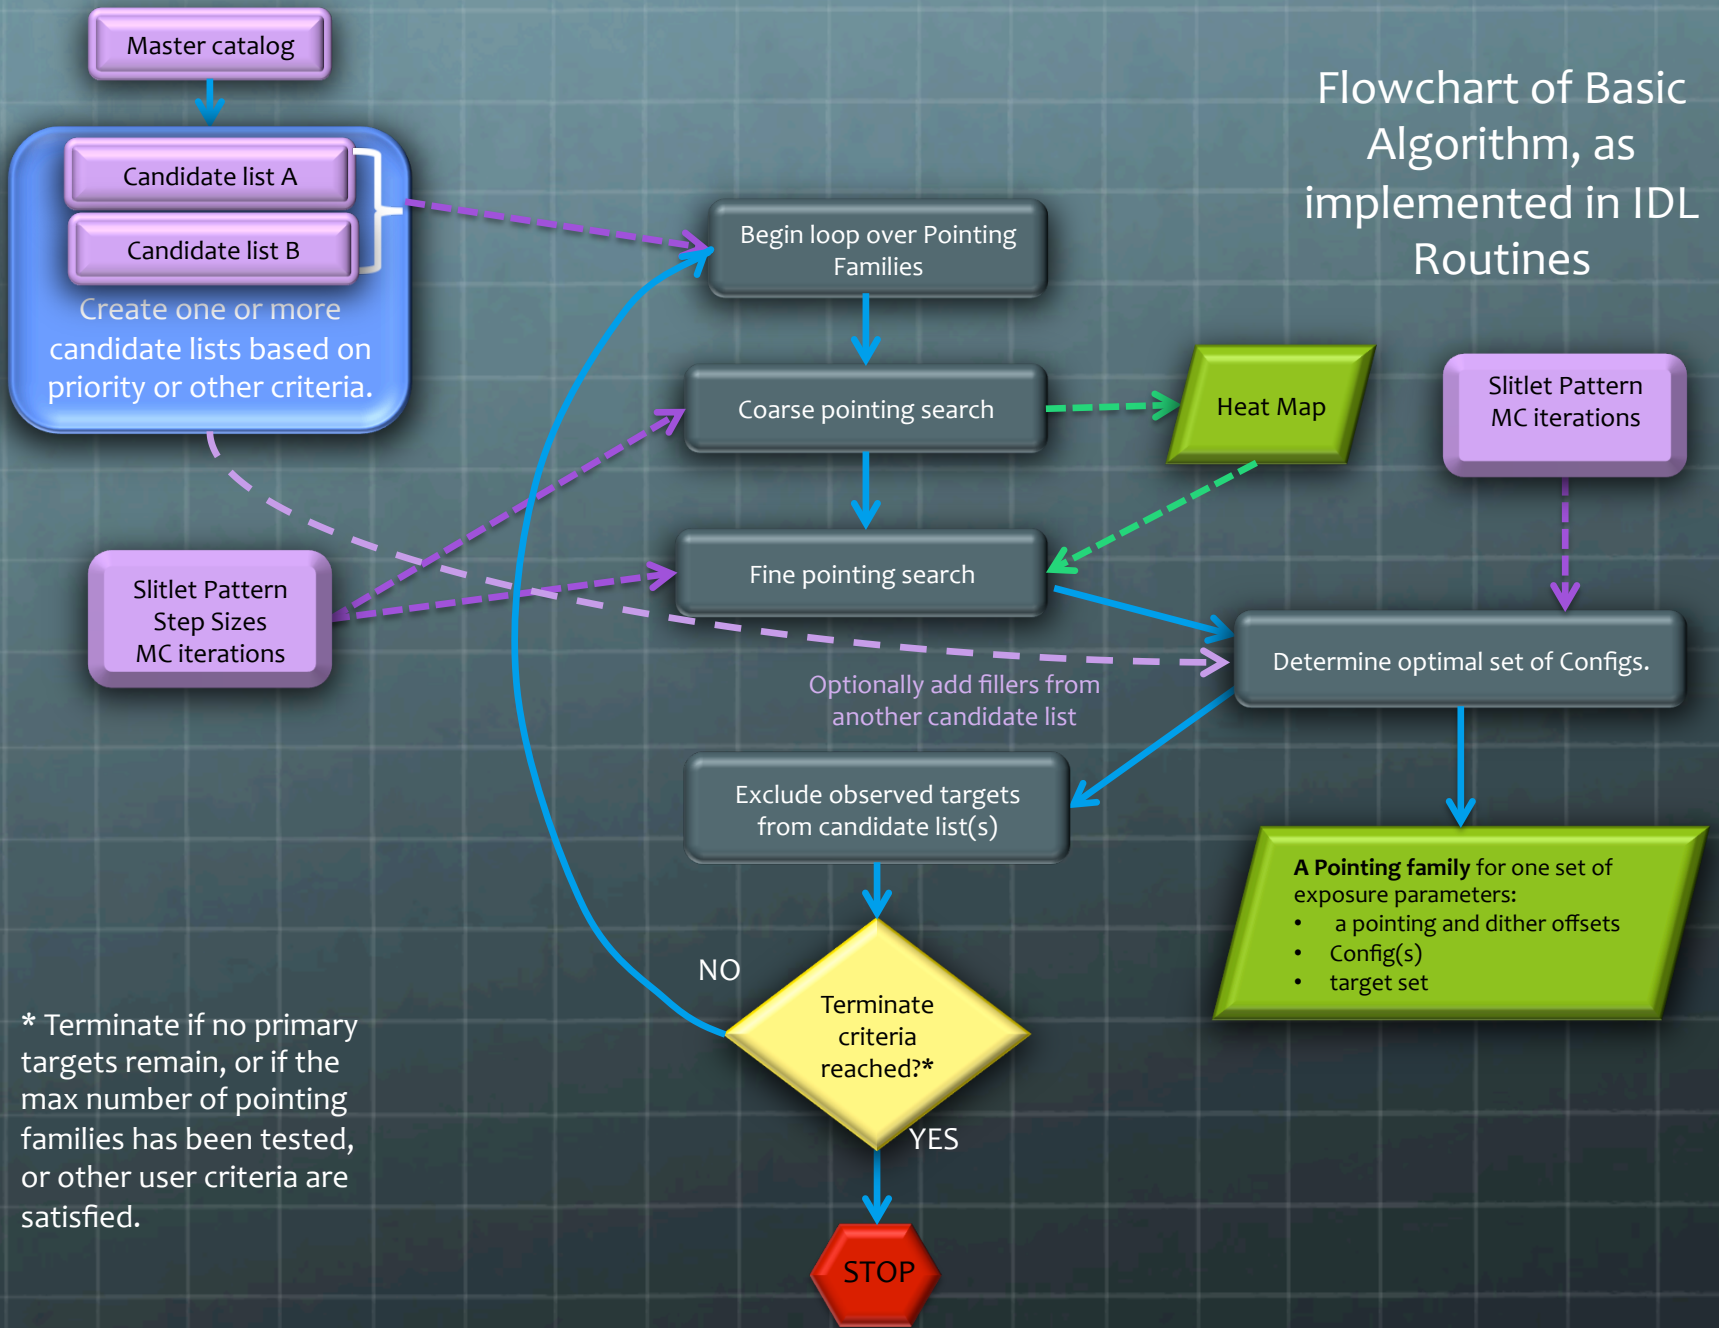 Master catalog
Candidate list A
Candidate list B
Create one or more
candidate lists based on
priority or other criteria.
Flowchart of Basic
Algorithm, as
implemented in IDL
Routines
Begin loop over Pointing
Families
Coarse pointing search
Heat Map
Slitlet Pattern
MC iterations
Fine pointing search
Slitlet Pattern
Step Sizes
MC iterations
Determine optimal set of Configs.
Optionally add fillers from
another candidate list
Exclude observed targets
from candidate list(s)
A Pointing family for one set of
exposure parameters:
• a pointing and dither offsets
• Config(s)
• target set
NO
Terminate
criteria
reached?*
YES
STOP
* Terminate if no primary
targets remain, or if the
max number of pointing
families has been tested,
or other user criteria are
satisfied.